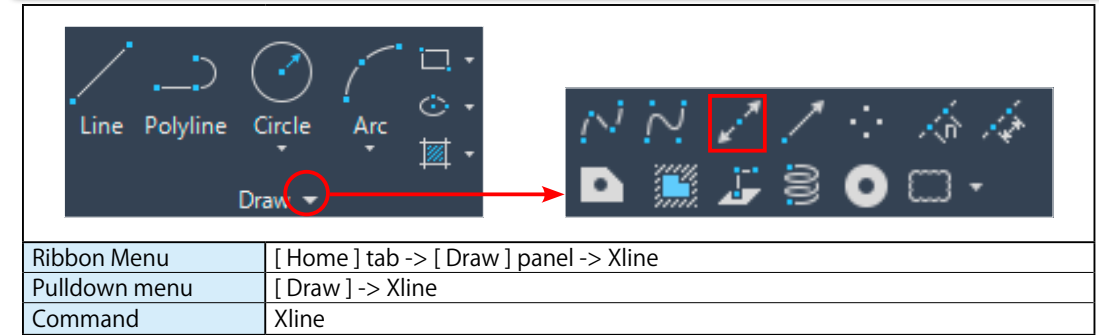 Line Polyline Circle Arc
n
Draw
Ribbon Menu [ Home ] tab -> [ Draw ] panel -> Xline
Pulldown menu [ Draw ] -> Xline
Command Xline